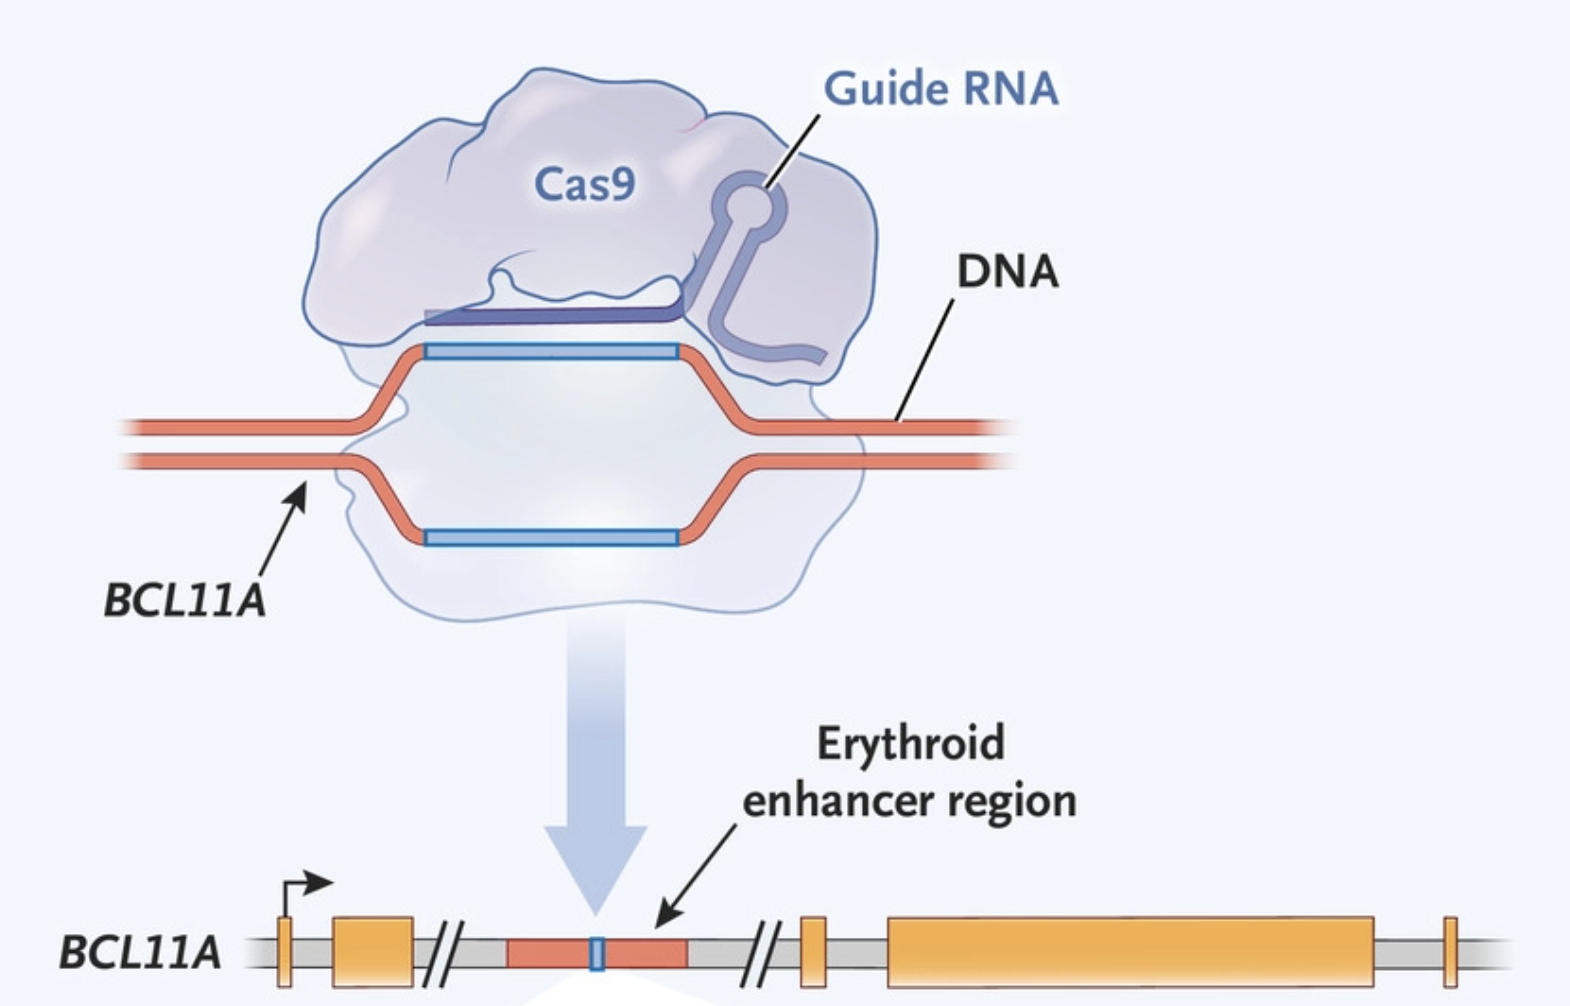 Guide RNA
Cas9
DNA
BCL11A
Erythroid
enhancer region
BCL11A